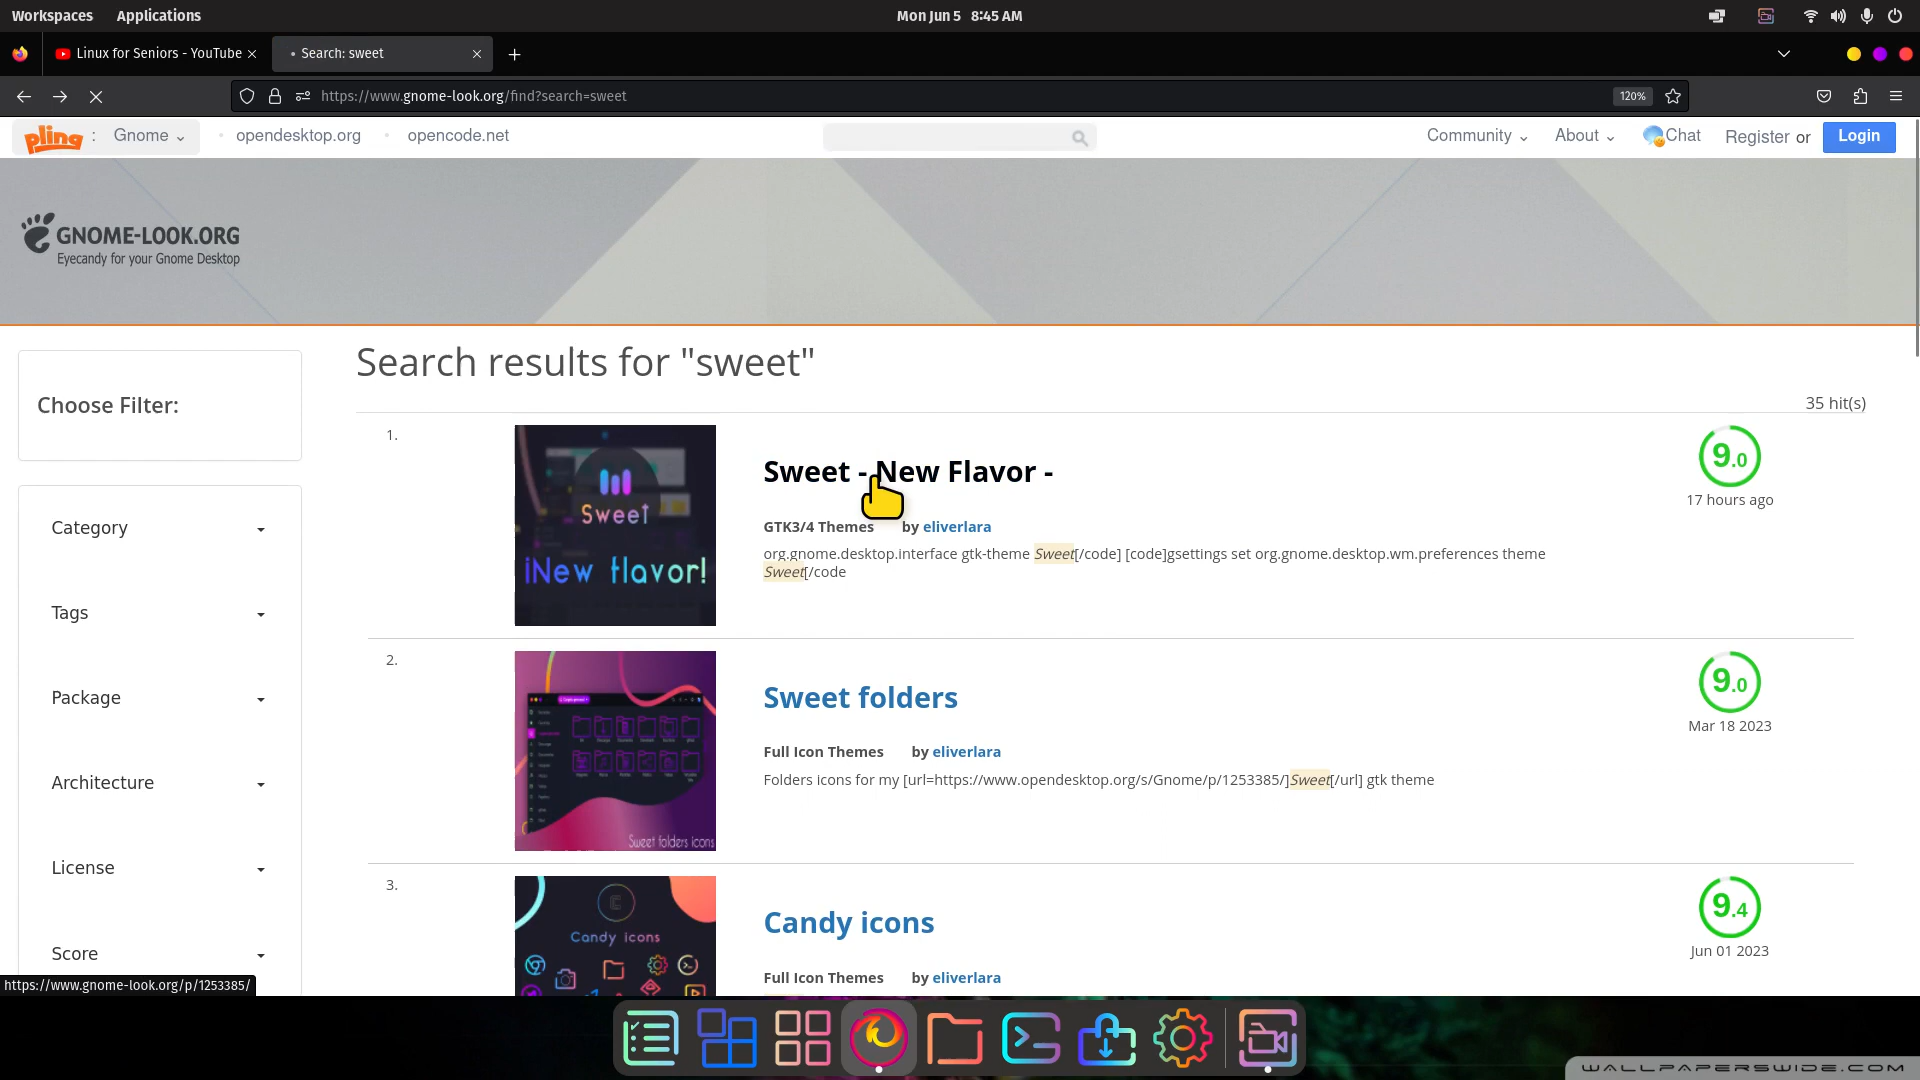 Workspaces Applications Mon Jun 5 8:45 AM
Linux for Seniors - YouTube Search: sweet
https://www.gnome-look.org/find?search=sweet 120%
pling : Gnome opendesktop.org opencode.net Community About Chat Register or Login
GNOME-LOOK.ORG
Eyecandy for your Gnome Desktop
Search results for "sweet"
Choose Filter:
35 hit(s)
1.
Sweet
¡New flavor!
Sweet - New Flavor -
GTK3/4 Themes by eliverlara
org.gnome.desktop.interface gtk-theme Sweet[/code] [code]gsettings set org.gnome.desktop.wm.preferences theme
Sweet[/code
9.0
17 hours ago
Category
Tags
Package
Architecture
License
Score
2.
Sweet folders icons
Sweet folders
Full Icon Themes by eliverlara
Folders icons for my [url=https://www.opendesktop.org/s/Gnome/p/1253385/]Sweet[/url] gtk theme
9.0
Mar 18 2023
3.
Candy icons
Candy icons
Full Icon Themes by eliverlara
9.4
Jun 01 2023
https://www.gnome-look.org/p/1253385/
WALLPAPERSWIDE.COM